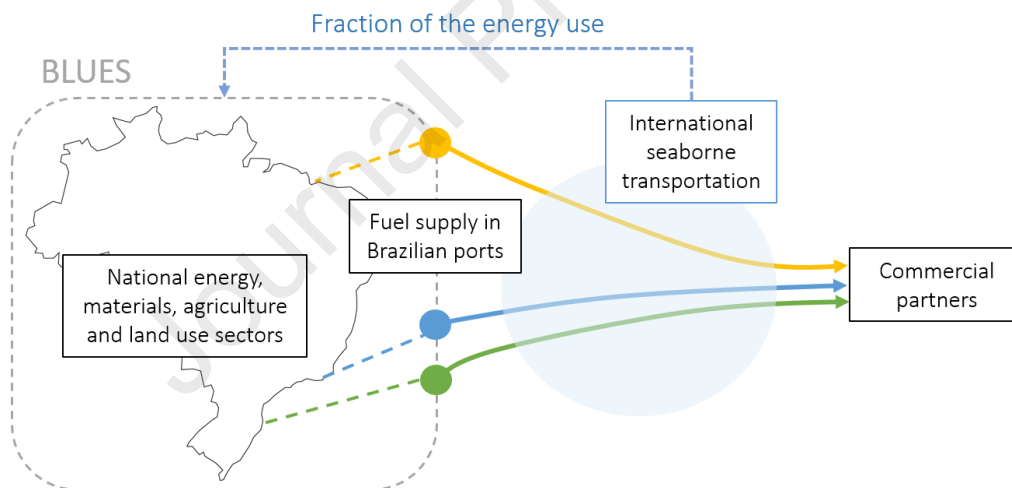 Fraction of the energy use
BLUES
International
seaborne
transportation
Fuel supply in
Brazilian ports
National energy,
materials, agriculture
and land use sectors
Commercial
partners
Journal P